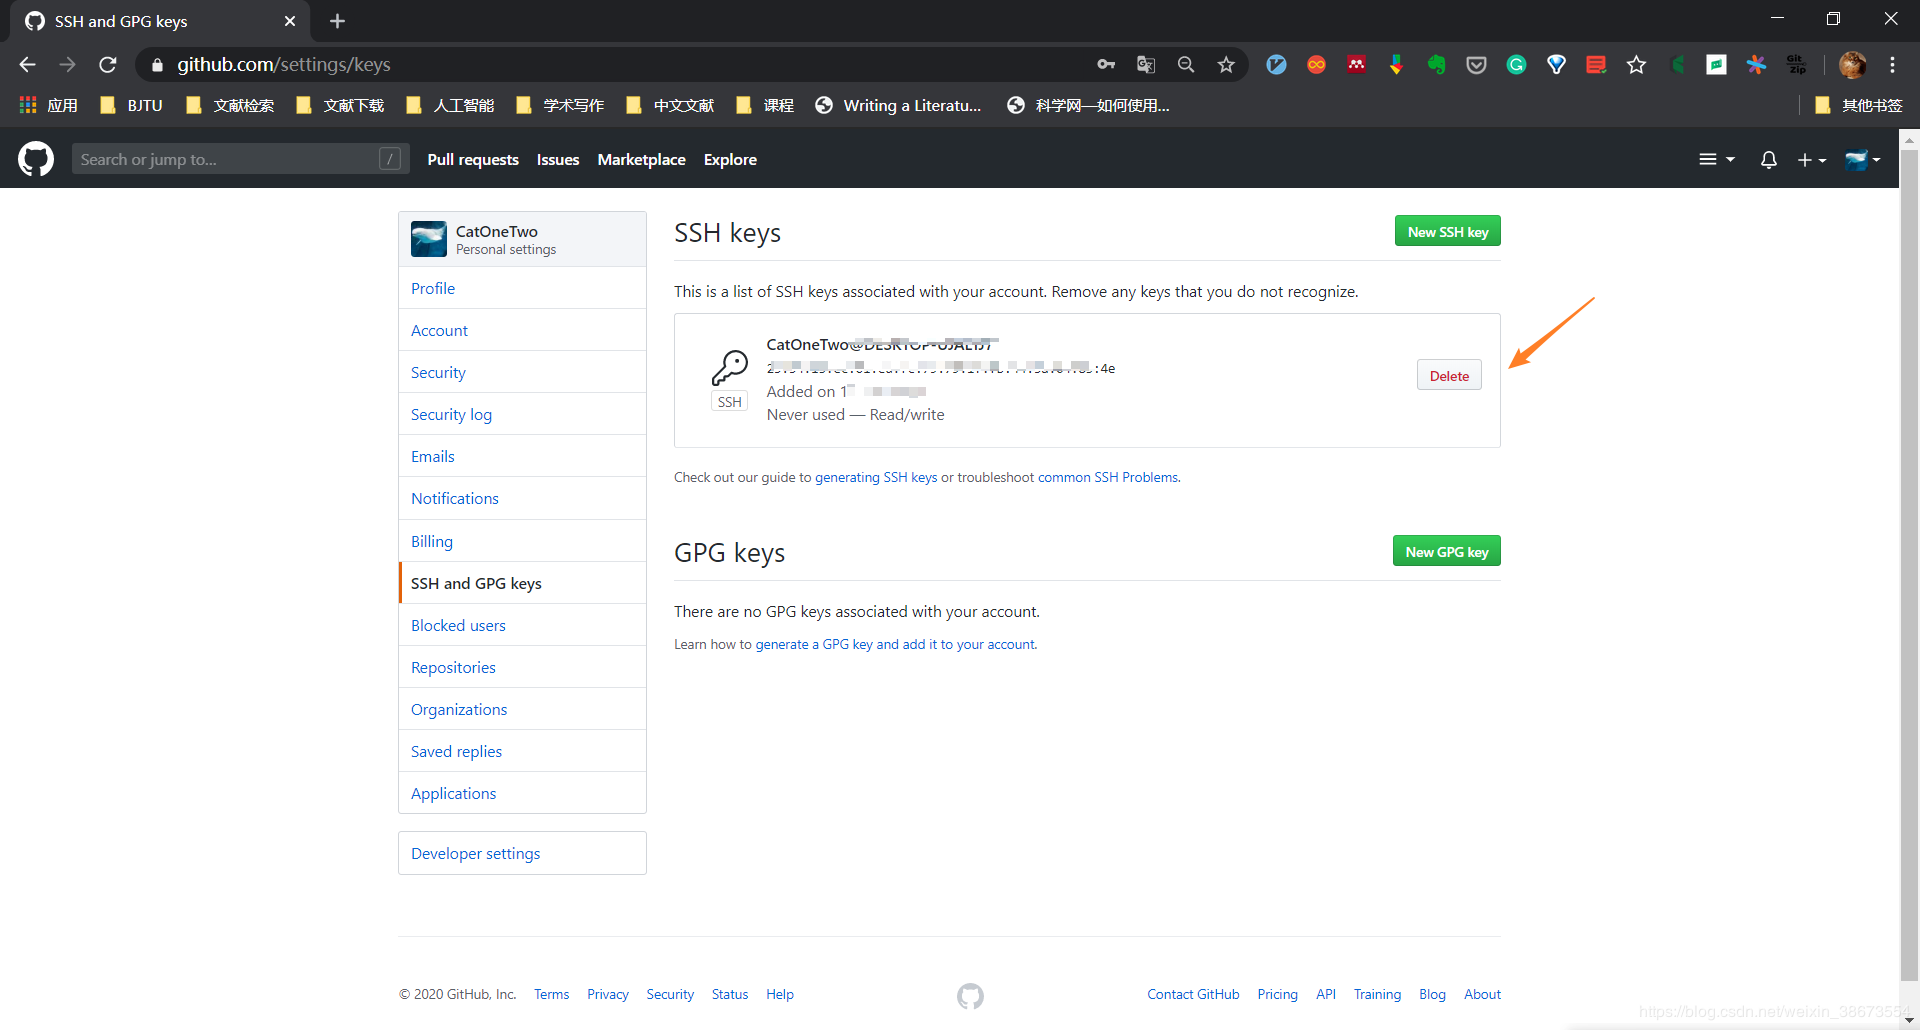 SSH and GPG keys
github.com/settings/keys
应用 BJTU 文献检索 文献下载 人工智能 学术写作 中文文献 课程 Writing a Literatu... 科学网—如何使用... 其他书签
Search or jump to... / Pull requests Issues Marketplace Explore
CatOneTwo
Personal settings
Profile
Account
Security
Security log
Emails
Notifications
Billing
SSH and GPG keys
Blocked users
Repositories
Organizations
Saved replies
Applications
Developer settings
SSH keys
New SSH key
This is a list of SSH keys associated with your account. Remove any keys that you do not recognize.
SSH
CatOneTwo@DESKTOP-
:4e
Added on 1
Never used — Read/write
Delete
Check out our guide to generating SSH keys or troubleshoot common SSH Problems.
GPG keys
New GPG key
There are no GPG keys associated with your account.
Learn how to generate a GPG key and add it to your account.
© 2020 GitHub, Inc. Terms Privacy Security Status Help Contact GitHub Pricing API Training Blog About
https://blog.csdn.net/weixin_38673554